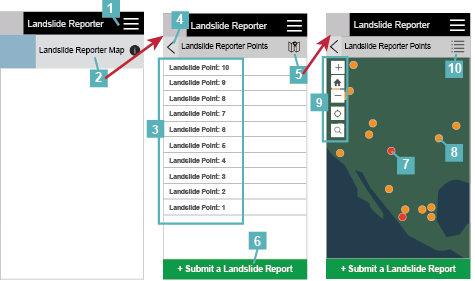 1
Landslide Reporter
Landslide Reporter Map
i
2
4
Landslide Reporter
Landslide Reporter Points
5
Landslide Point: 10
Landslide Point: 9
Landslide Point: 8
Landslide Point: 7
Landslide Point: 6
Landslide Point: 5
Landslide Point: 4
Landslide Point: 3
Landslide Point: 2
Landslide Point: 1
3
6
+ Submit a Landslide Report
Landslide Reporter
Landslide Reporter Points
10
+
−
9
8
7
+ Submit a Landslide Report